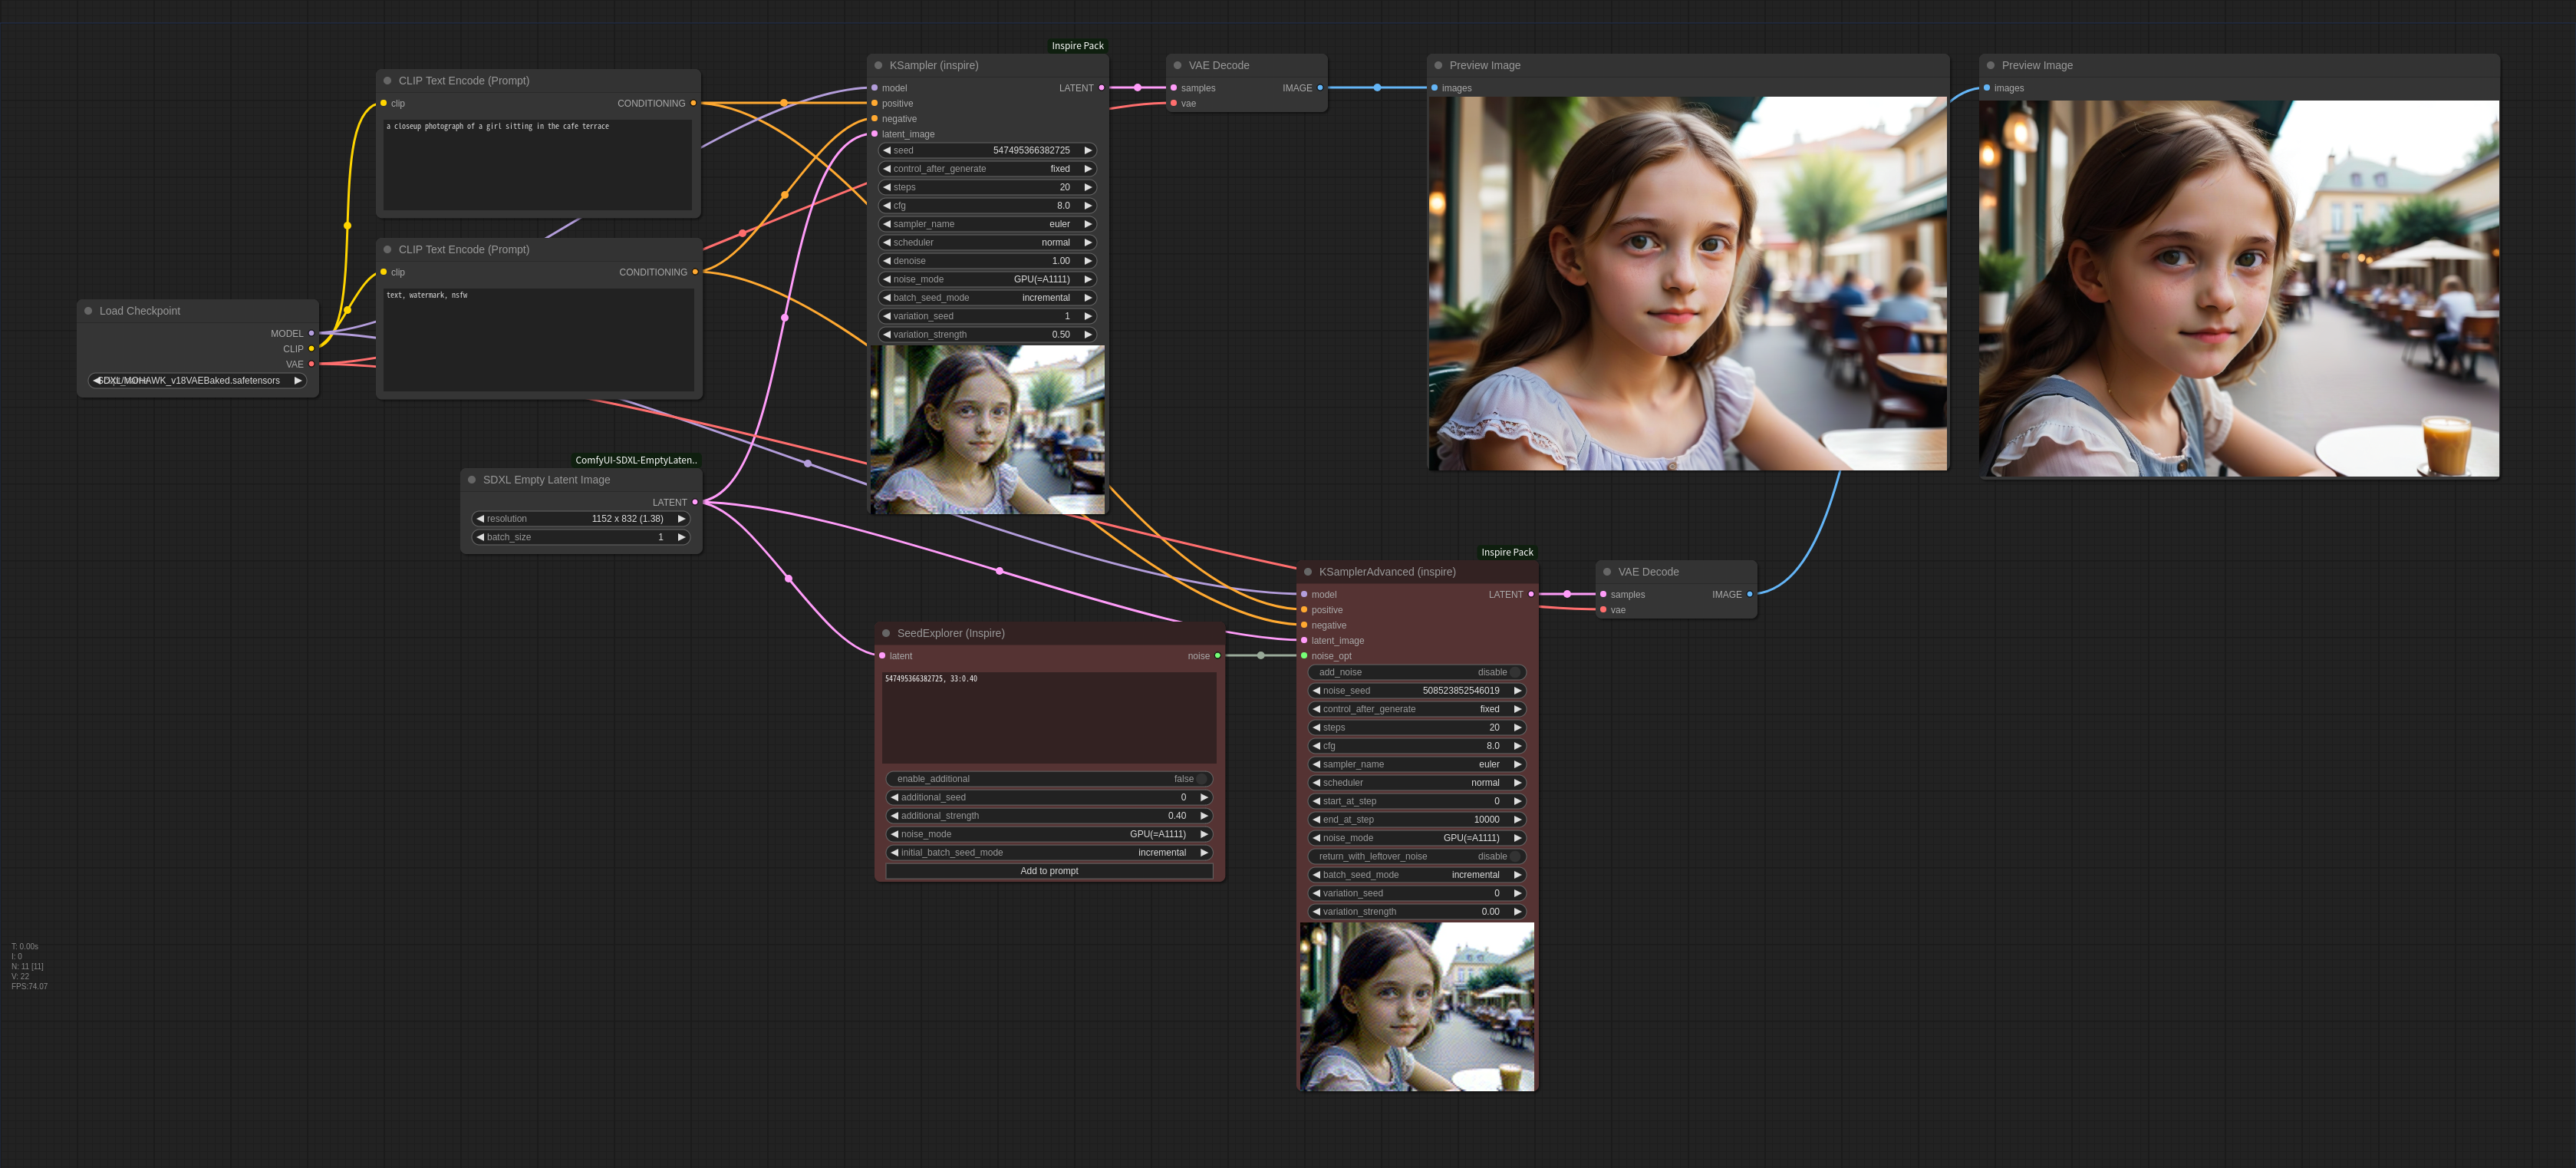 Load Checkpoint
MODEL
CLIP
VAE
SDXL/MOHAWK_v18VAEBaked.safetensors
CLIP Text Encode (Prompt)
clip CONDITIONING
a closeup photograph of a girl sitting in the cafe terrace
CLIP Text Encode (Prompt)
clip CONDITIONING
text, watermark, nsfw
ComfyUI-SDXL-EmptyLaten..
SDXL Empty Latent Image
LATENT
resolution 1152 x 832 (1.38)
batch_size 1
Inspire Pack
KSampler (inspire)
model LATENT
positive
negative
latent_image
seed 547495366382725
control_after_generate fixed
steps 20
cfg 8.0
sampler_name euler
scheduler normal
denoise 1.00
noise_mode GPU(=A1111)
batch_seed_mode incremental
variation_seed 1
variation_strength 0.50
VAE Decode
samples IMAGE
vae
Preview Image
images
Preview Image
images
SeedExplorer (Inspire)
latent noise
547495366382725, 33:0.40
enable_additional false
additional_seed 0
additional_strength 0.40
noise_mode GPU(=A1111)
initial_batch_seed_mode incremental
Add to prompt
Inspire Pack
KSamplerAdvanced (inspire)
model LATENT
positive
negative
latent_image
noise_opt
add_noise disable
noise_seed 508523852546019
control_after_generate fixed
steps 20
cfg 8.0
sampler_name euler
scheduler normal
start_at_step 0
end_at_step 10000
noise_mode GPU(=A1111)
return_with_leftover_noise disable
batch_seed_mode incremental
variation_seed 0
variation_strength 0.00
VAE Decode
samples IMAGE
vae
T: 0.00s
I: 0
N: 11 [11]
V: 22
FPS:74.07